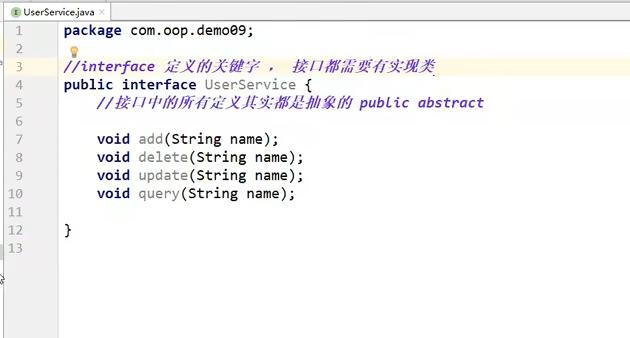 UserService.java
1 package com.oop.demo09;
2
3 //interface 定义的关键字 ， 接口都需要有实现类
4 public interface UserService {
5 //接口中的所有定义其实都是抽象的 public abstract
6
7 void add(String name);
8 void delete(String name);
9 void update(String name);
10 void query(String name);
11
12 }
13